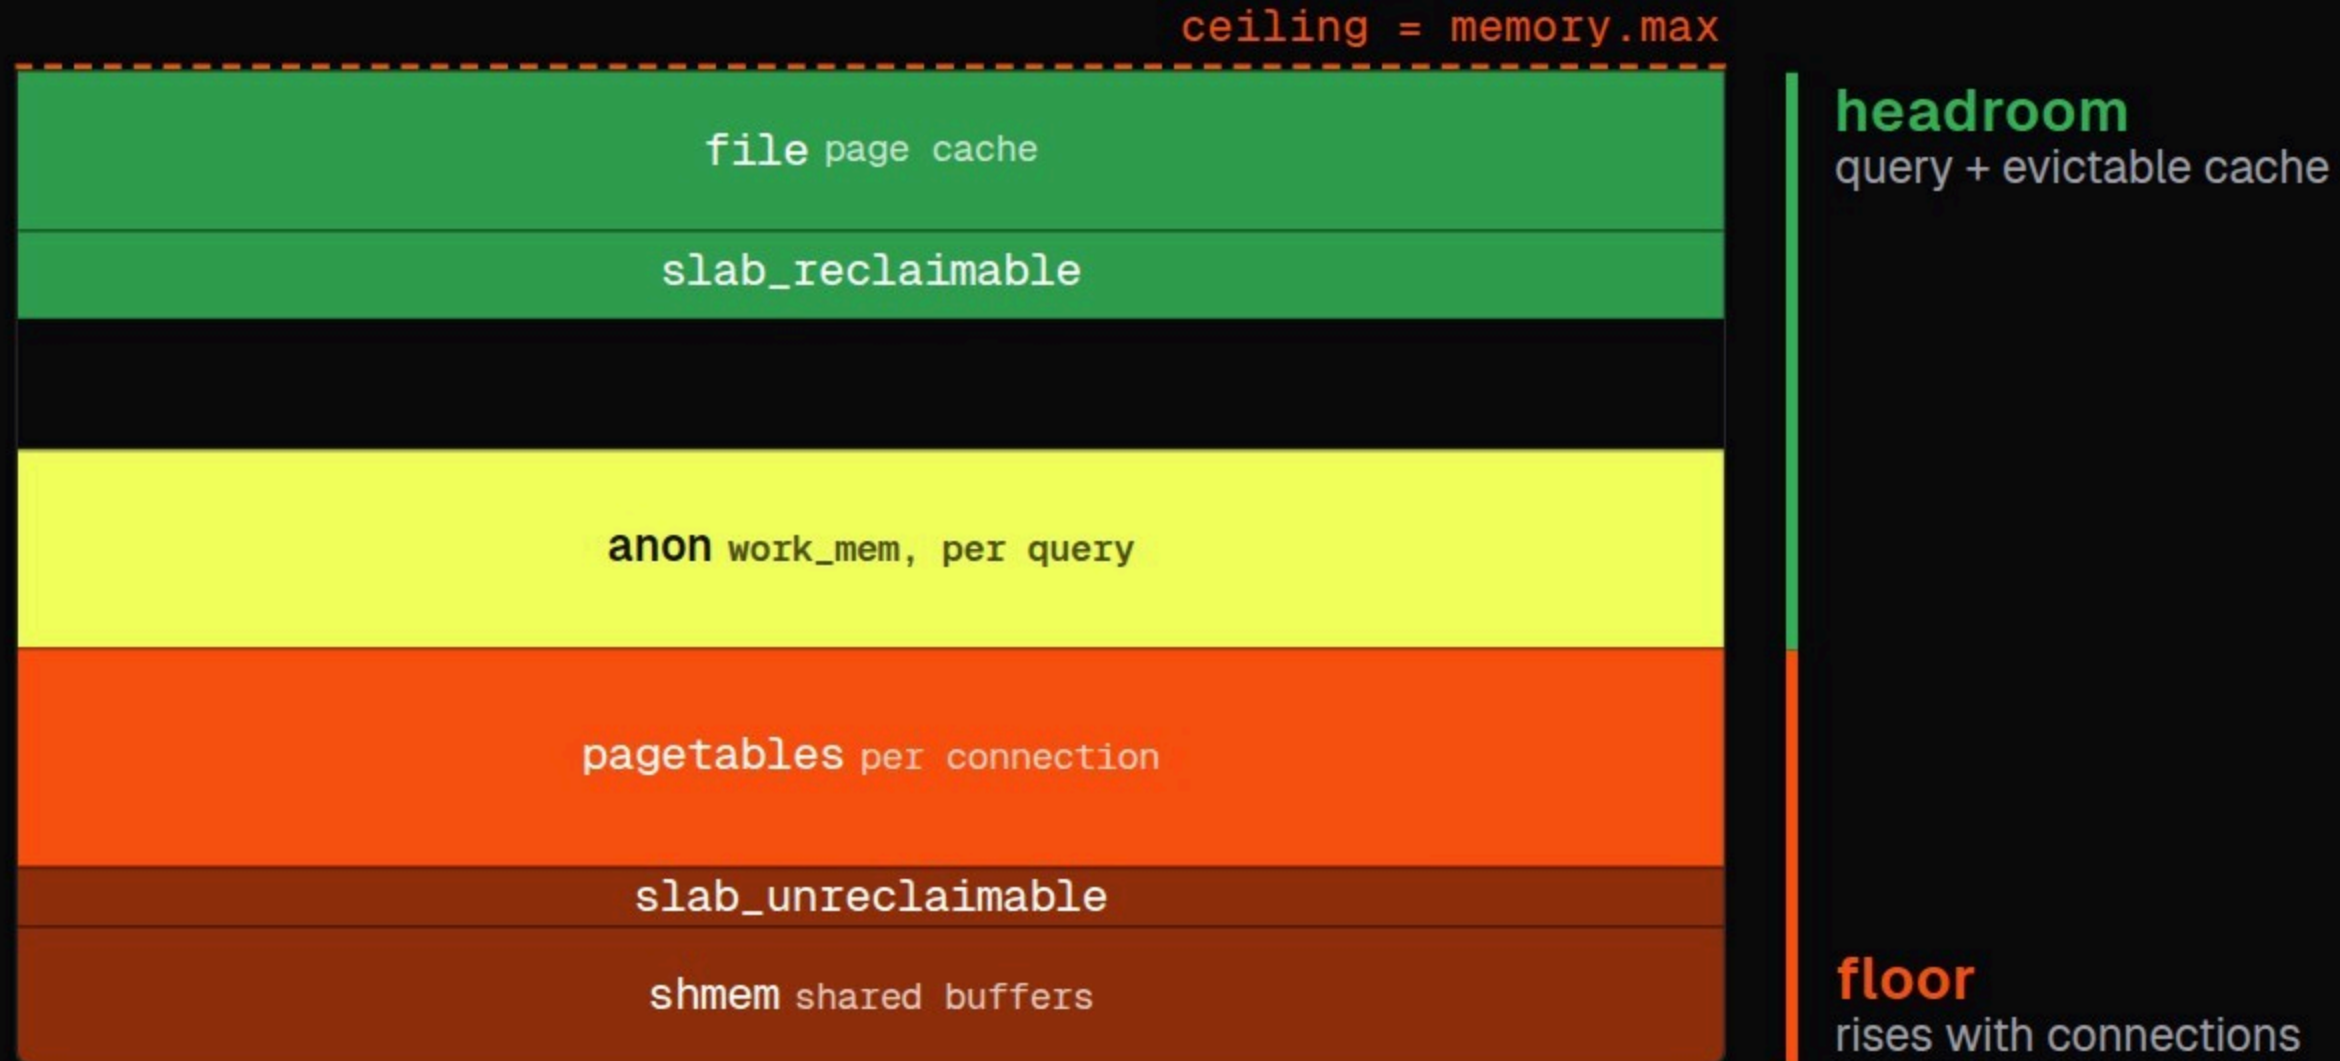 ceiling = memory.max
file page cache
headroom
query + evictable cache
slab_reclaimable
anon work_mem, per query
pagetables per connection
slab_unreclaimable
shmem shared buffers
floor
rises with connections